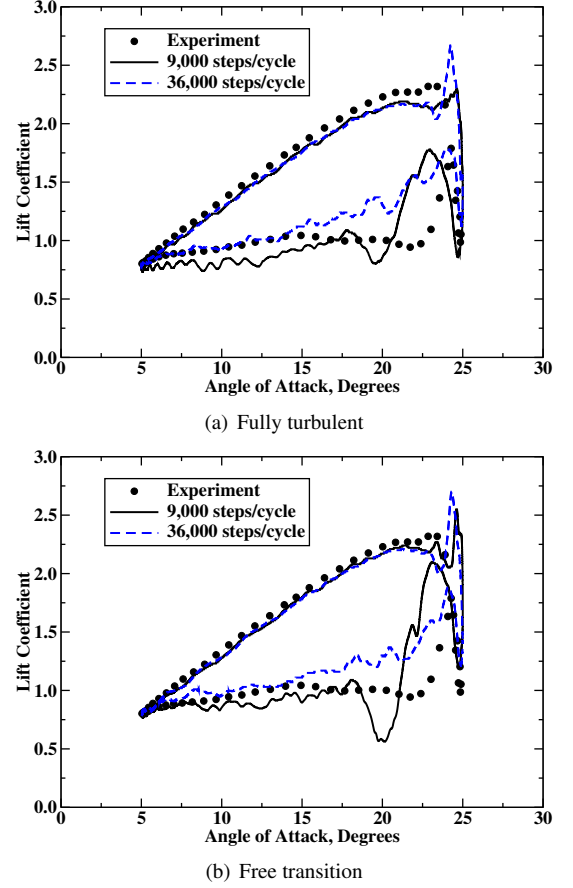 3.0
2.5
2.0
1.5
1.0
0.5
0.0
Lift Coefficient
Experiment
9,000 steps/cycle
36,000 steps/cycle
0 5 10 15 20 25 30
Angle of Attack, Degrees
(a) Fully turbulent
3.0
2.5
2.0
1.5
1.0
0.5
0.0
Lift Coefficient
Experiment
9,000 steps/cycle
36,000 steps/cycle
0 5 10 15 20 25 30
Angle of Attack, Degrees
(b) Free transition